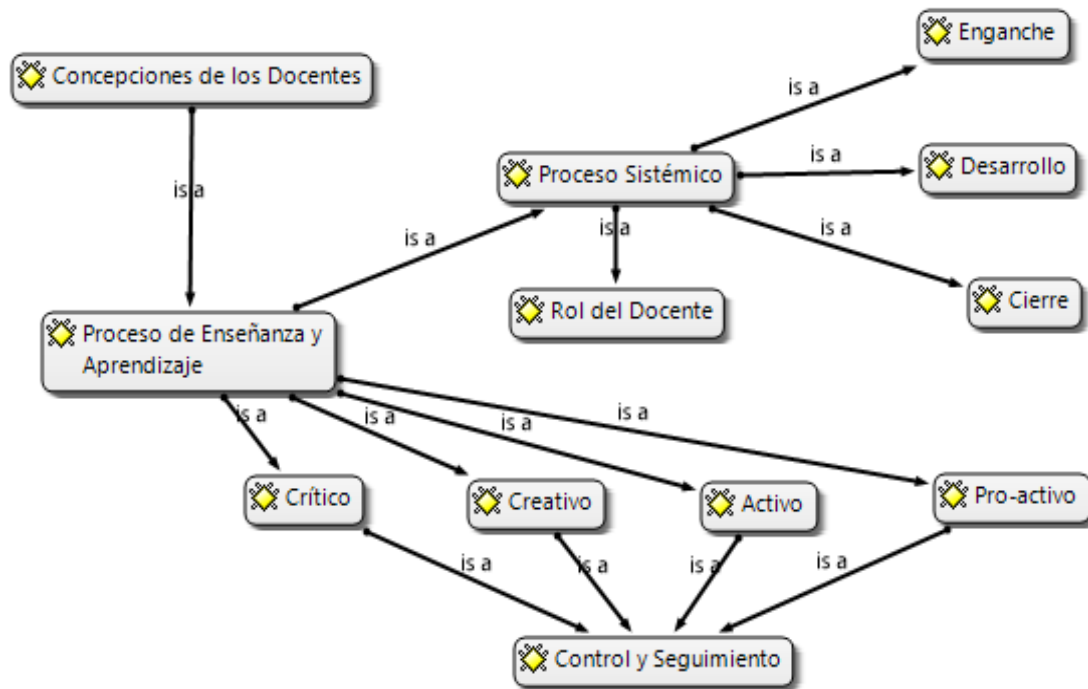 Enganche
Concepciones de los Docentes
is a
is a
Desarrollo
Proceso Sistémico
is a
is a
is a
is a
is a
Cierre
Rol del Docente
Proceso de Enseñanza y
Aprendizaje
is a
is a
is a
is a
Crítico
Creativo
Activo
Pro-activo
is a
is a
is a
is a
Control y Seguimiento